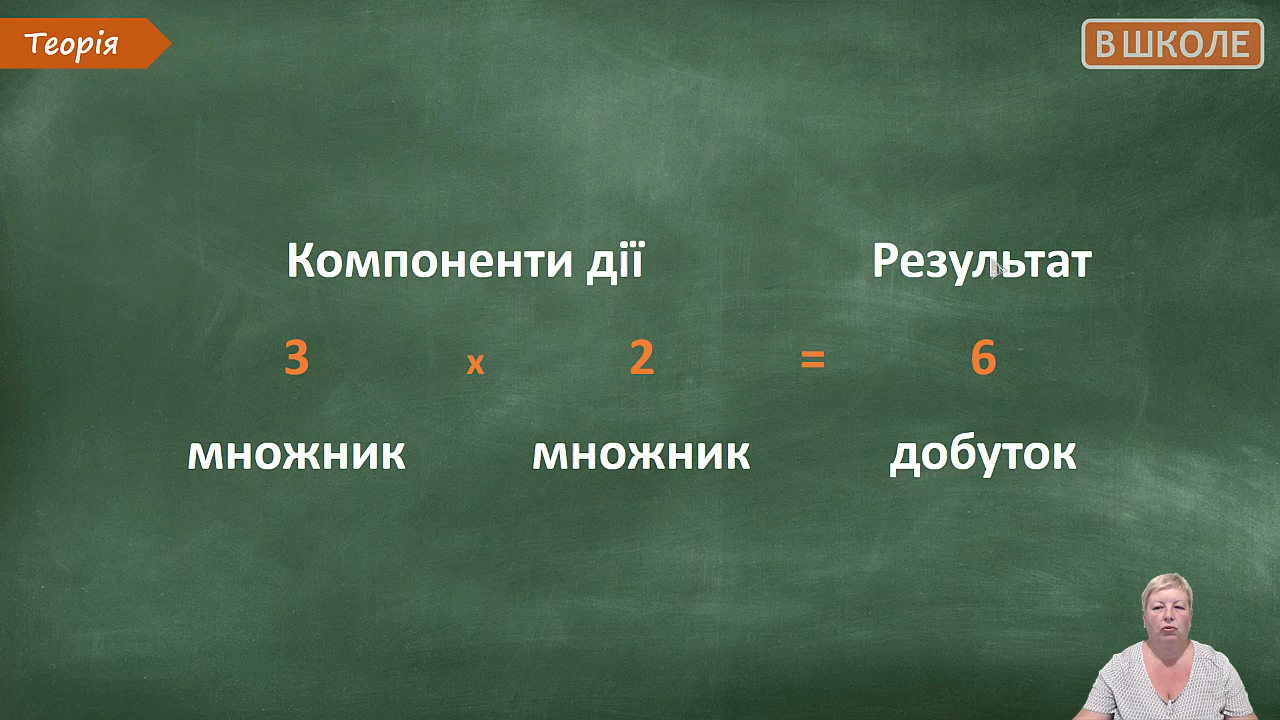 Теорія
В ШКОЛЕ
Компоненти дії Результат
3 х 2 = 6
множник множник добуток